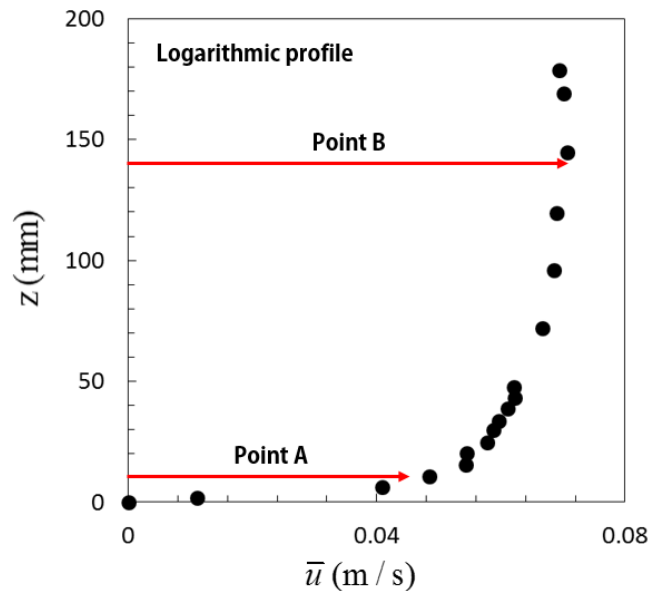 200
Logarithmic profile
Point B
150
z (mm)
100
50
Point A
0
0
0.04
0.08
u̅ (m / s)